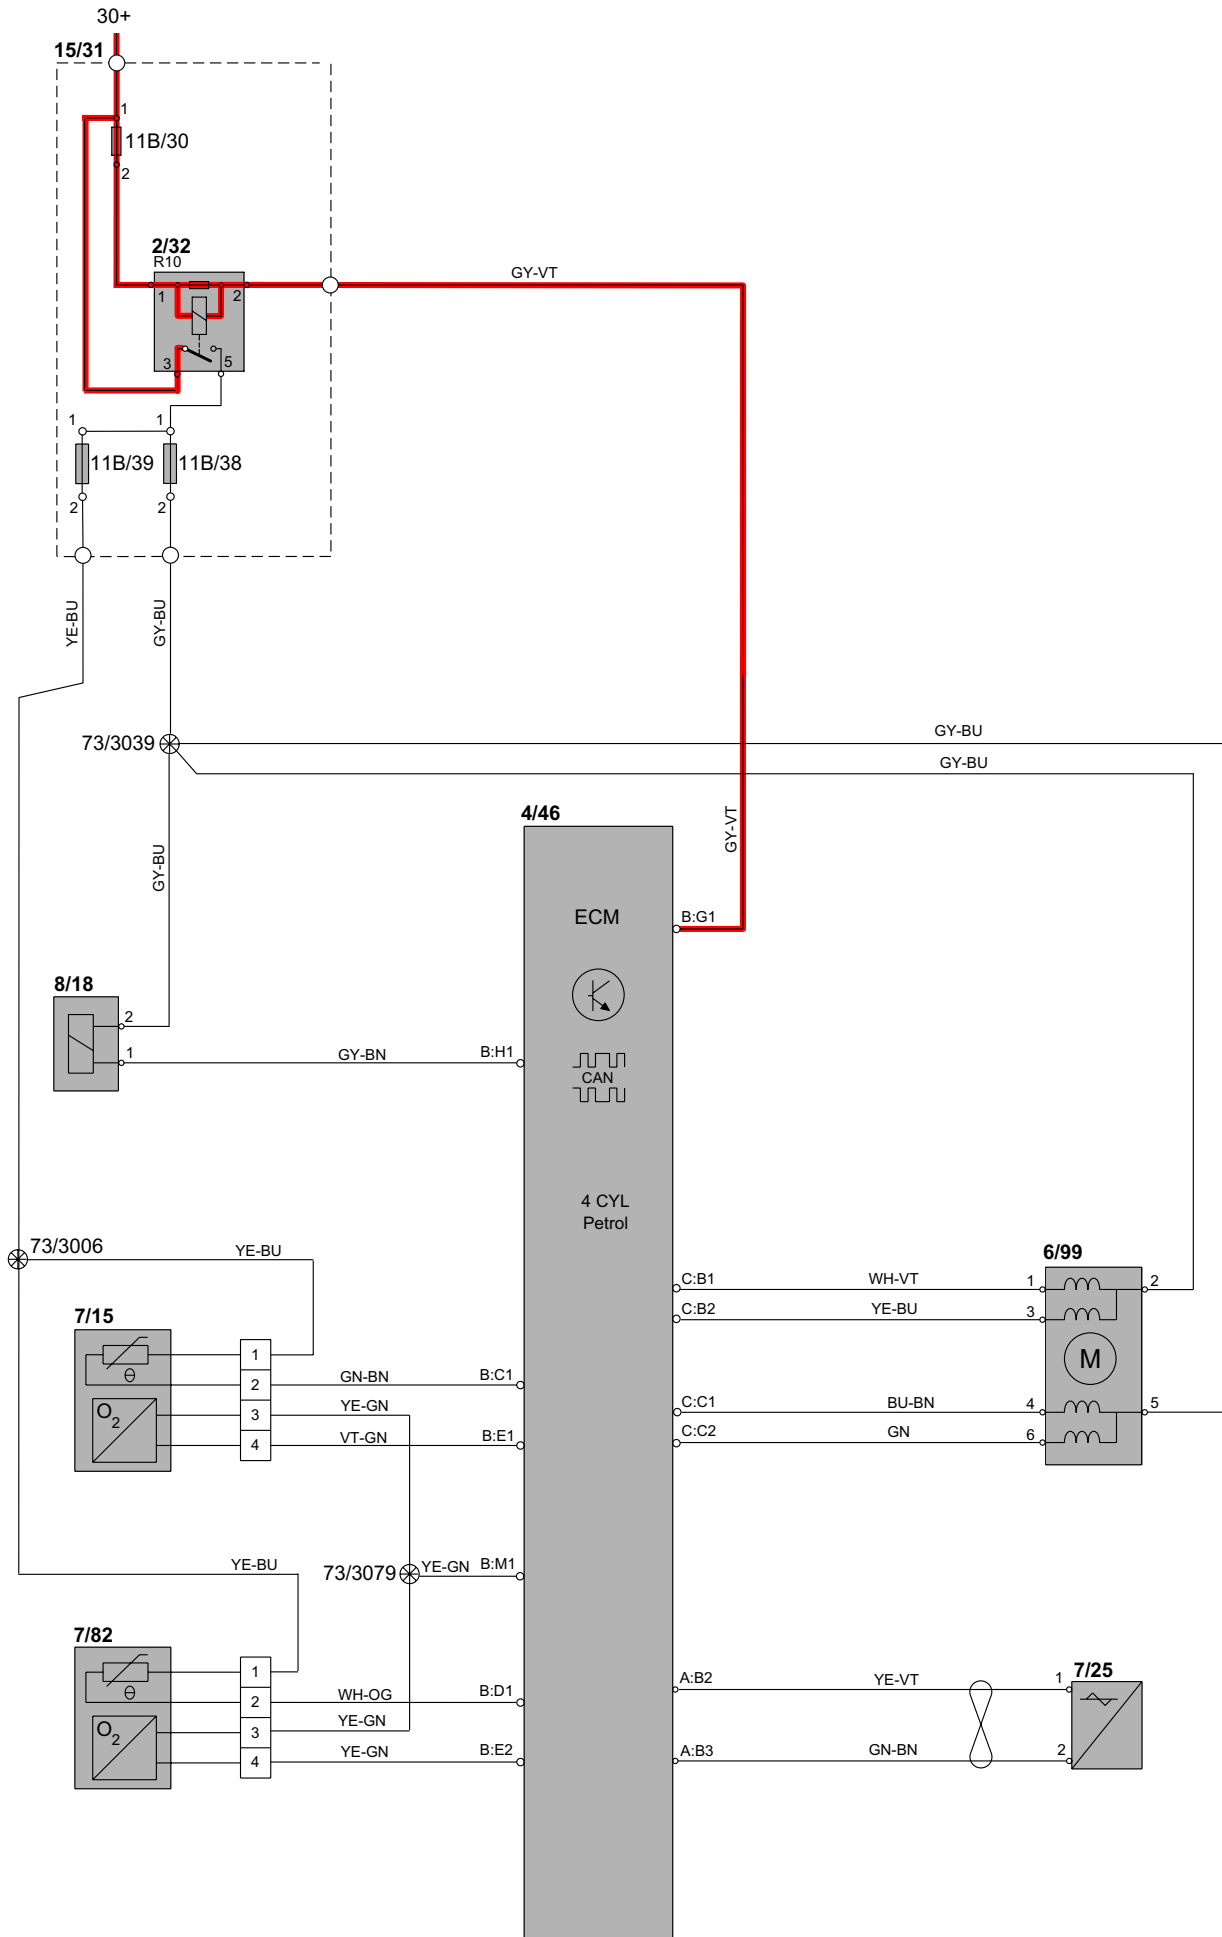 30+
15/31
1
11B/30
2
2/32
R10
1
2
GY-VT
3
5
1
1
11B/39
11B/38
2
2
YE-BU
GY-BU
73/3039
GY-BU
GY-BU
GY-BU
GY-VT
4/46
ECM
B:G1
8/18
2
1
GY-BN
B:H1
CAN
4 CYL
Petrol
73/3006
YE-BU
6/99
C:B1
WH-VT
1
2
C:B2
YE-BU
3
M
C:C1
BU-BN
4
5
C:C2
GN
6
7/15
1
θ
2
GN-BN
B:C1
O2
3
YE-GN
4
VT-GN
B:E1
YE-BU
73/3079
YE-GN
B:M1
7/82
1
θ
2
WH-OG
B:D1
O2
3
YE-GN
4
YE-GN
B:E2
A:B2
YE-VT
1
7/25
A:B3
GN-BN
2